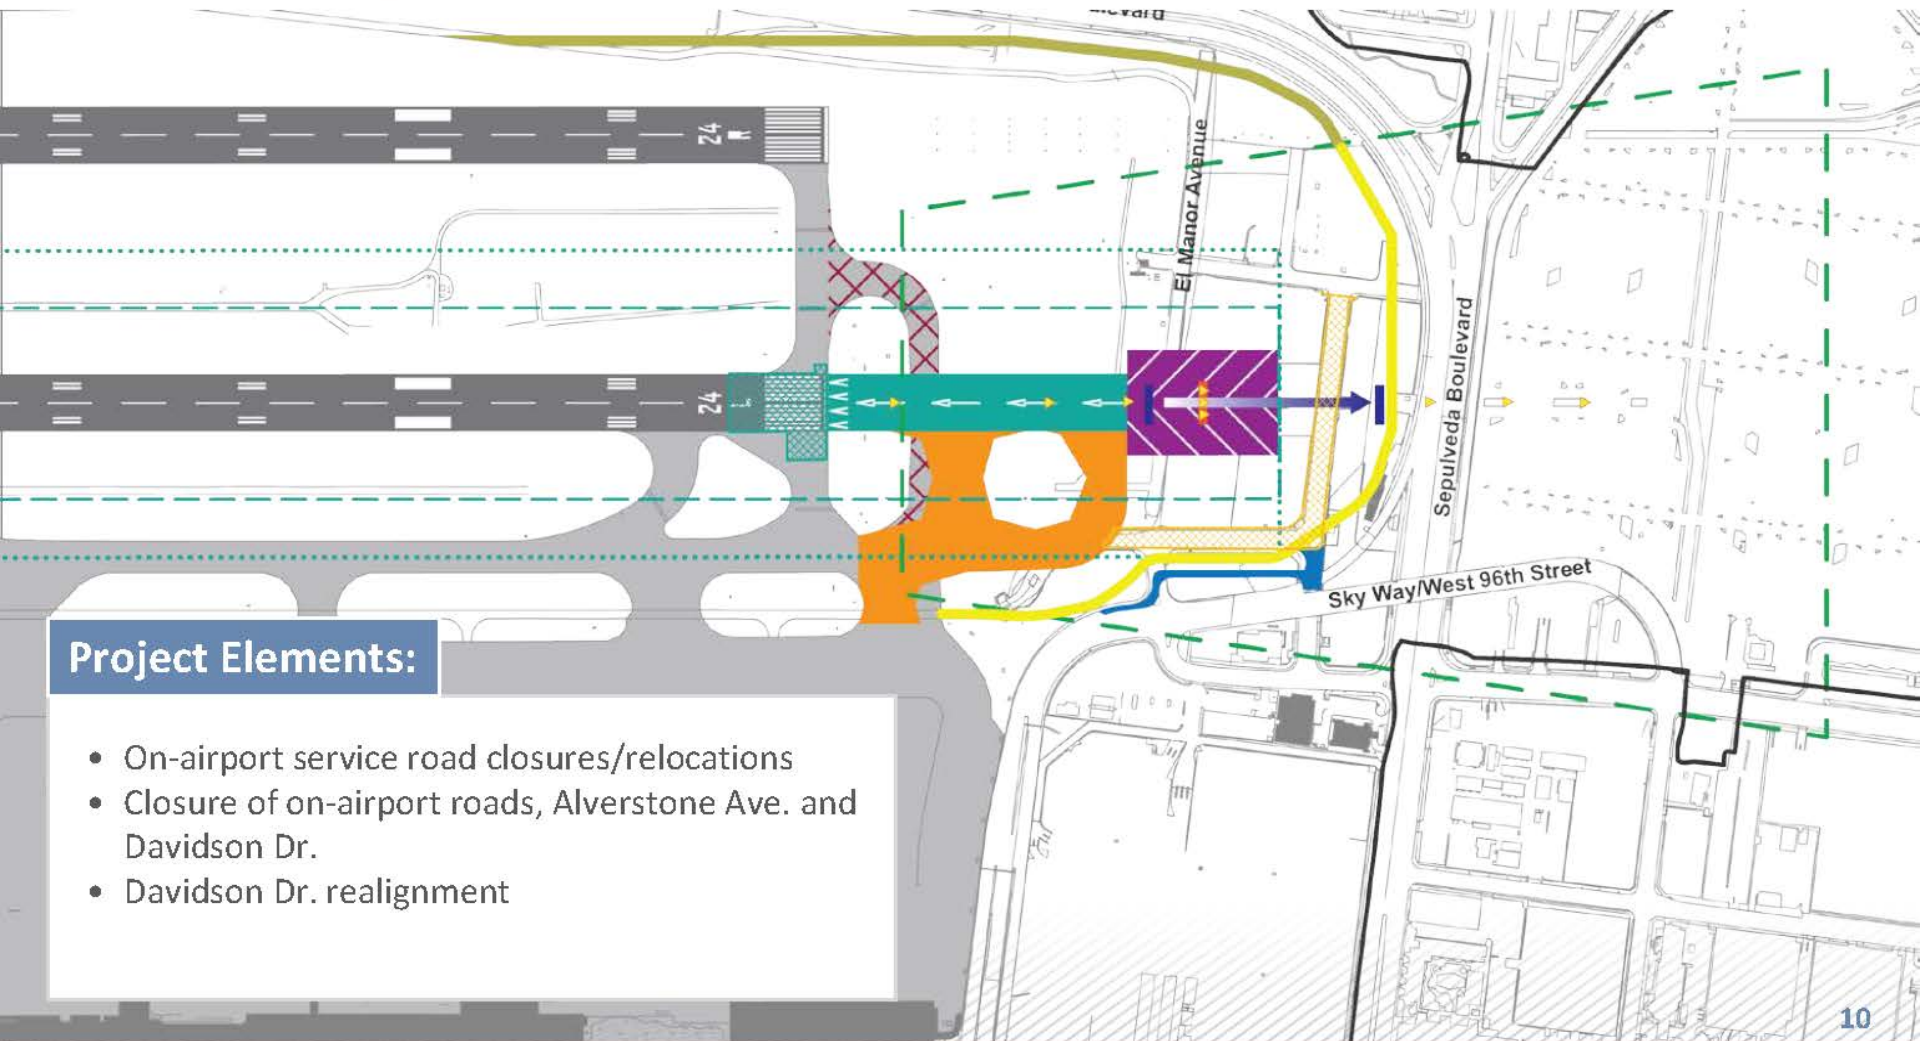 24
El Manor Avenue
24
Sepulveda Boulevard
Sky Way/West 96th Street
Project Elements:
• On-airport service road closures/relocations
• Closure of on-airport roads, Alverstone Ave. and
Davidson Dr.
• Davidson Dr. realignment
10